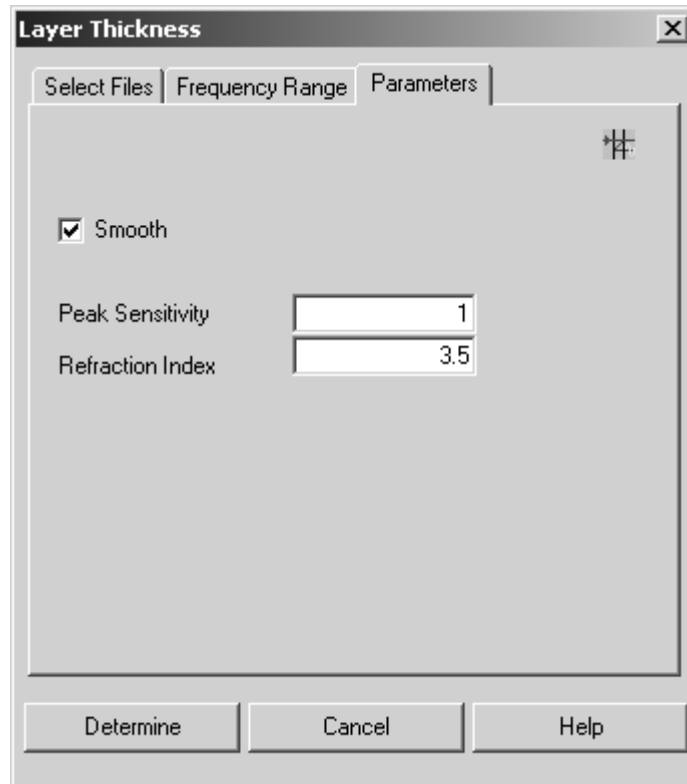 Layer Thickness
Select Files Frequency Range Parameters
Smooth
Peak Sensitivity 1
Refraction Index 3.5
Determine Cancel Help